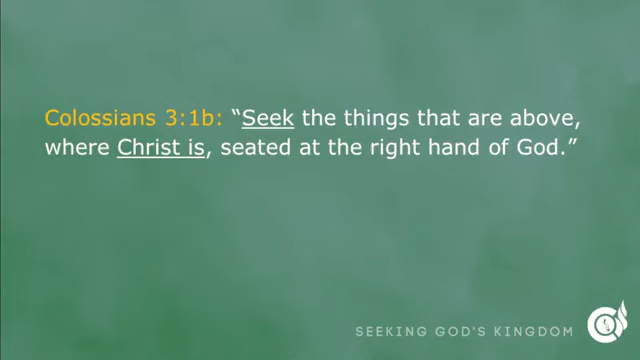 Colossians 3:1b: “Seek the things that are above,
where Christ is, seated at the right hand of God.”
SEEKING GOD'S KINGDOM